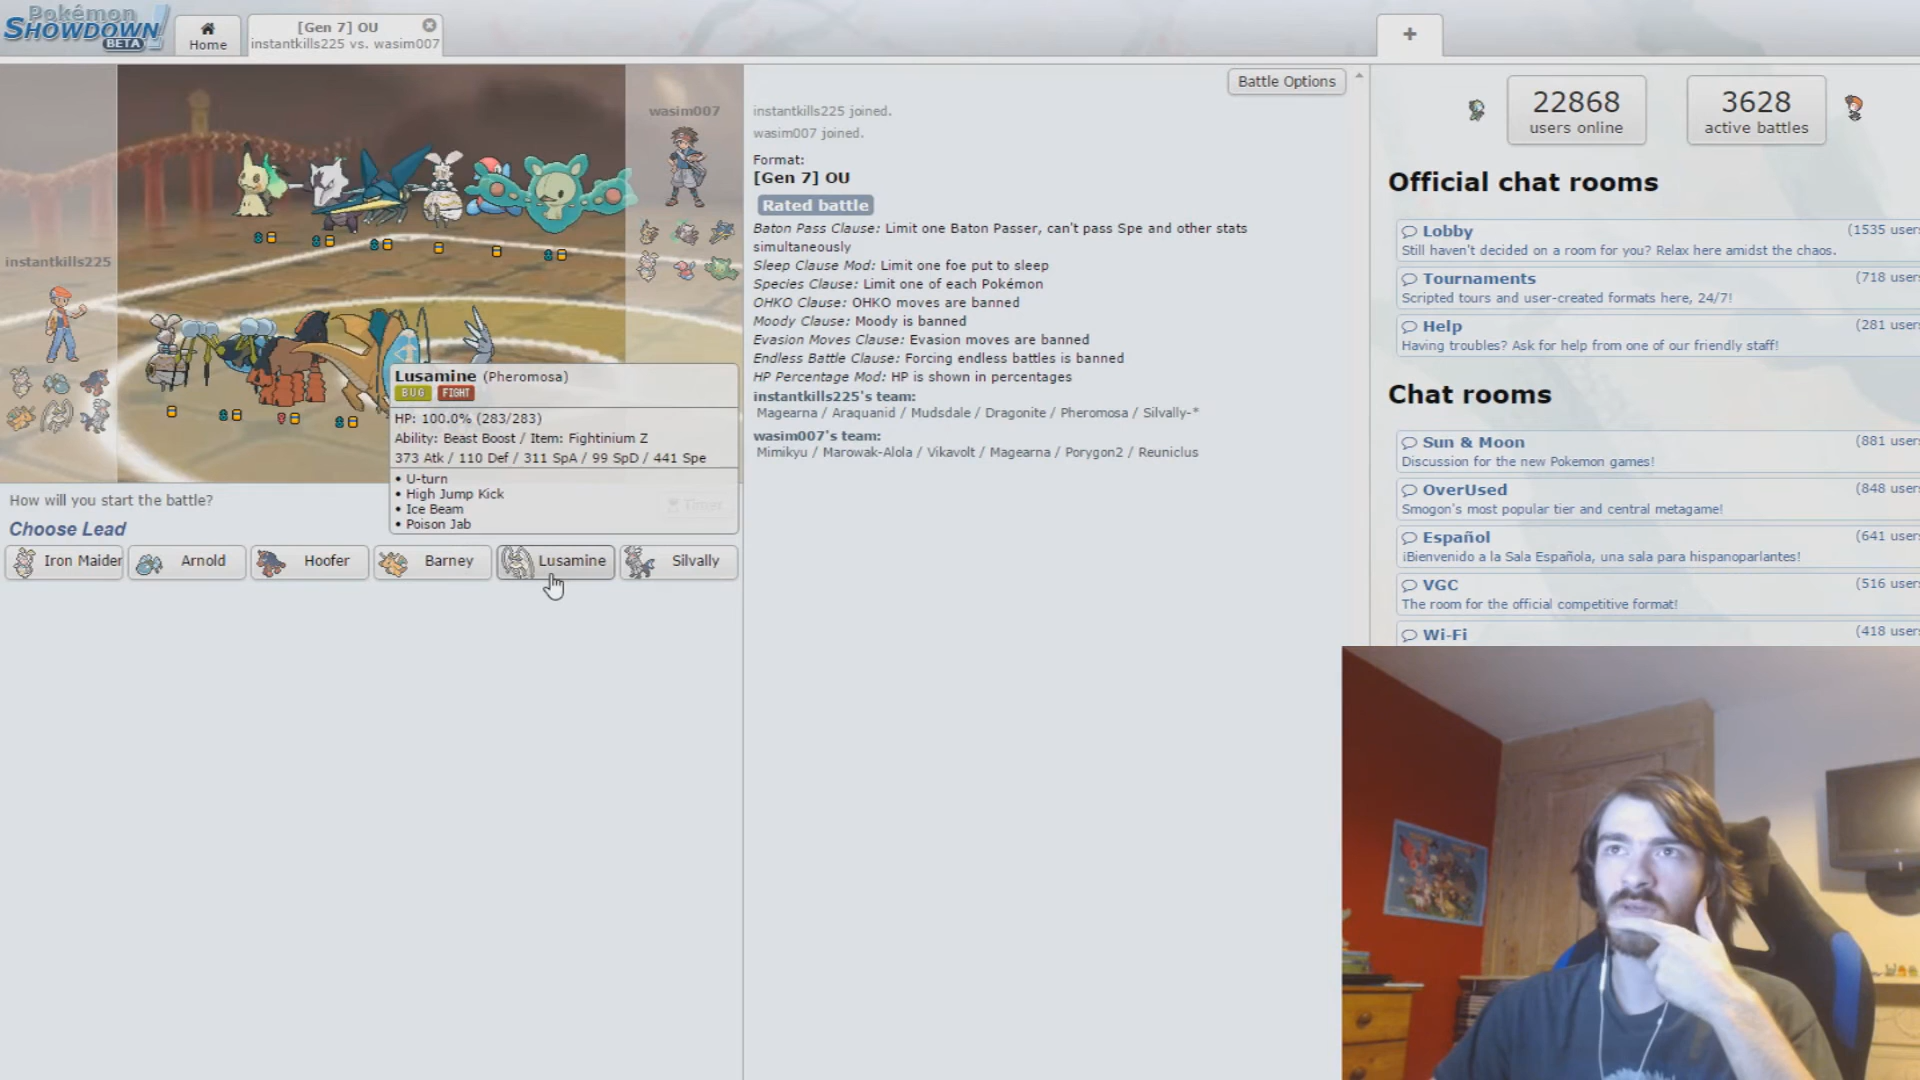 Pokémon
SHOWDOWN!
BETA
Home
[Gen 7] OU
instantkills225 vs. wasim007
+
wasim007
instantkills225
Lusamine (Pheromosa)
BUG FIGHT
HP: 100.0% (283/283)
Ability: Beast Boost / Item: Fightinium Z
373 Atk / 110 Def / 311 SpA / 99 SpD / 441 Spe
• U-turn
• High Jump Kick
• Ice Beam
• Poison Jab
Timer
How will you start the battle?
Choose Lead
Iron Maiden
Arnold
Hoofer
Barney
Lusamine
Silvally
Battle Options
instantkills225 joined.
wasim007 joined.
Format:
[Gen 7] OU
Rated battle
Baton Pass Clause: Limit one Baton Passer, can't pass Spe and other stats
simultaneously
Sleep Clause Mod: Limit one foe put to sleep
Species Clause: Limit one of each Pokémon
OHKO Clause: OHKO moves are banned
Moody Clause: Moody is banned
Evasion Moves Clause: Evasion moves are banned
Endless Battle Clause: Forcing endless battles is banned
HP Percentage Mod: HP is shown in percentages
instantkills225's team:
Magearna / Araquanid / Mudsdale / Dragonite / Pheromosa / Silvally-*
wasim007's team:
Mimikyu / Marowak-Alola / Vikavolt / Magearna / Porygon2 / Reuniclus
22868
users online
3628
active battles
Official chat rooms
Lobby (1535 users
Still haven't decided on a room for you? Relax here amidst the chaos.
Tournaments (718 users
Scripted tours and user-created formats here, 24/7!
Help (281 users
Having troubles? Ask for help from one of our friendly staff!
Chat rooms
Sun & Moon (881 users
Discussion for the new Pokemon games!
OverUsed (848 users
Smogon's most popular tier and central metagame!
Español (641 users
¡Bienvenido a la Sala Española, una sala para hispanoparlantes!
VGC (516 users
The room for the official competitive format!
Wi-Fi (418 users